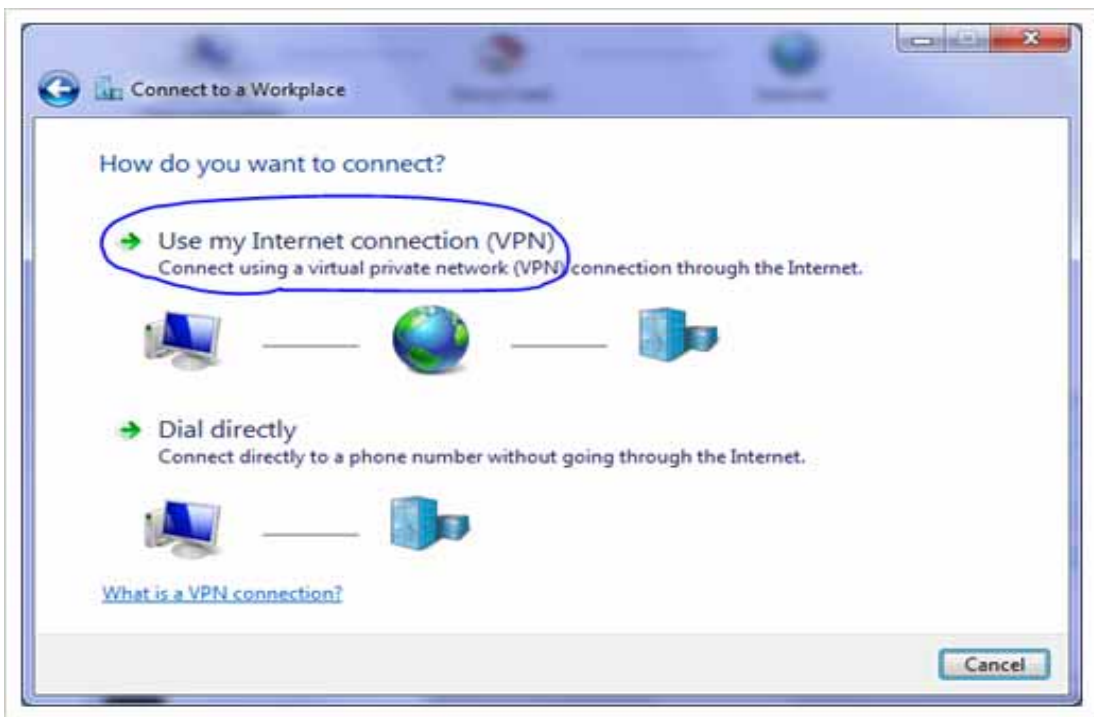 Connect to a Workplace
How do you want to connect?
Use my Internet connection (VPN)
Connect using a virtual private network (VPN) connection through the Internet.
Dial directly
Connect directly to a phone number without going through the Internet.
What is a VPN connection?
Cancel